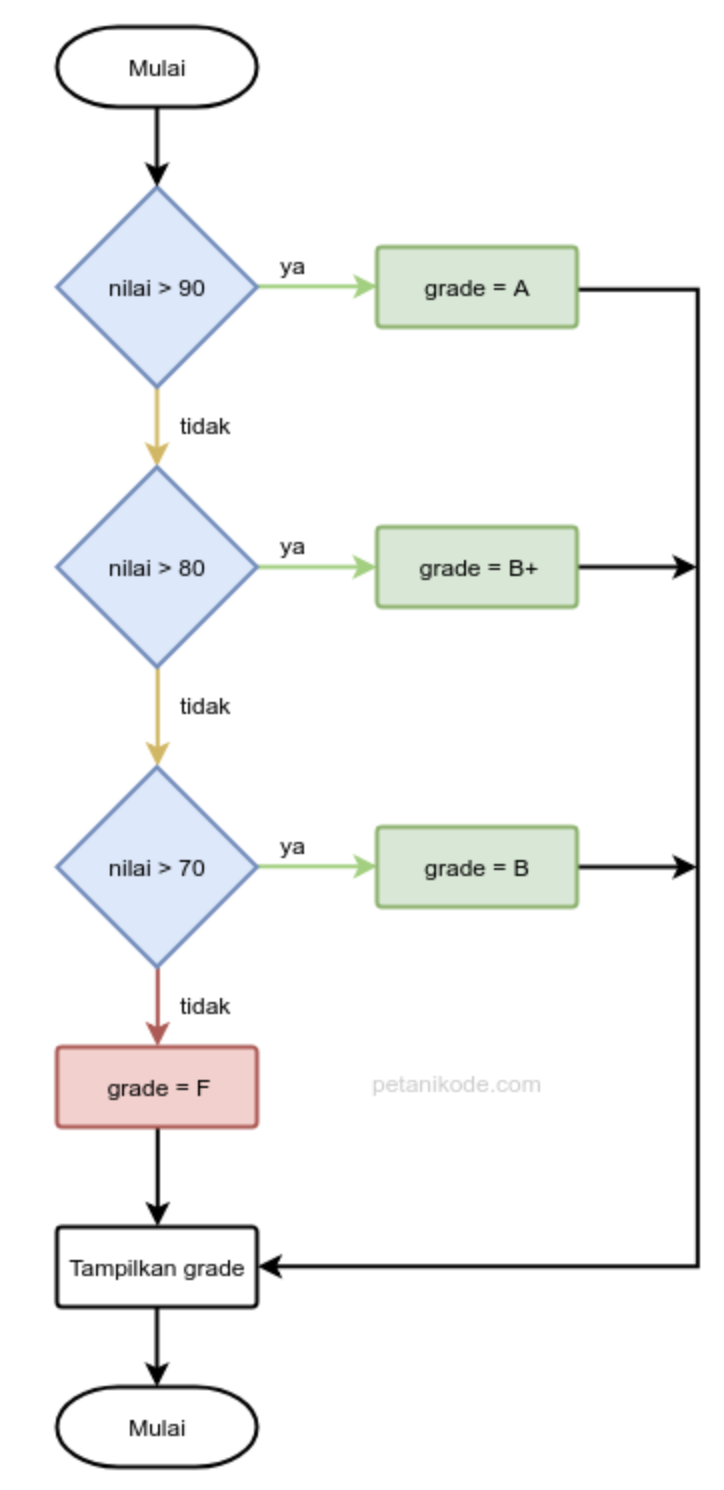 Mulai
nilai > 90
ya
grade = A
tidak
nilai > 80
ya
grade = B+
tidak
nilai > 70
ya
grade = B
tidak
grade = F
petanikode.com
Tampilkan grade
Mulai